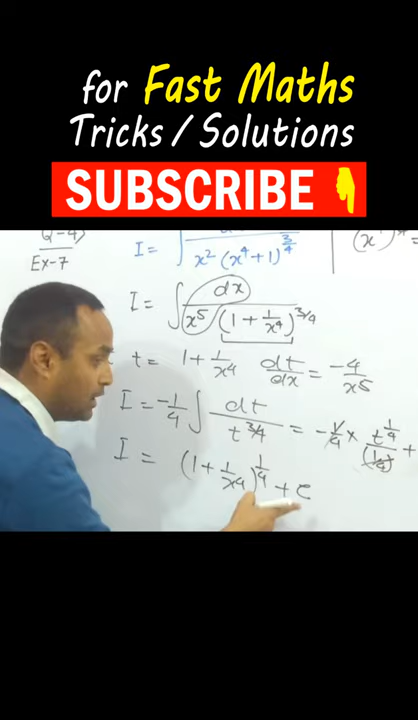 for Fast Maths
Tricks / Solutions
SUBSCRIBE
Q-4)
Ex-7
I = ∫ x² (x⁴ + 1)^3/4
(x⁴)
I = ∫ dx / x⁵ (1 + 1/x⁴)^3/4
t = 1 + 1/x⁴ dt/dx = -4/x⁵
I = -1/4 ∫ dt / t^3/4 = -1/4 × t^1/4 / (1/4) +
I = (1 + 1/x⁴)^1/4 + c